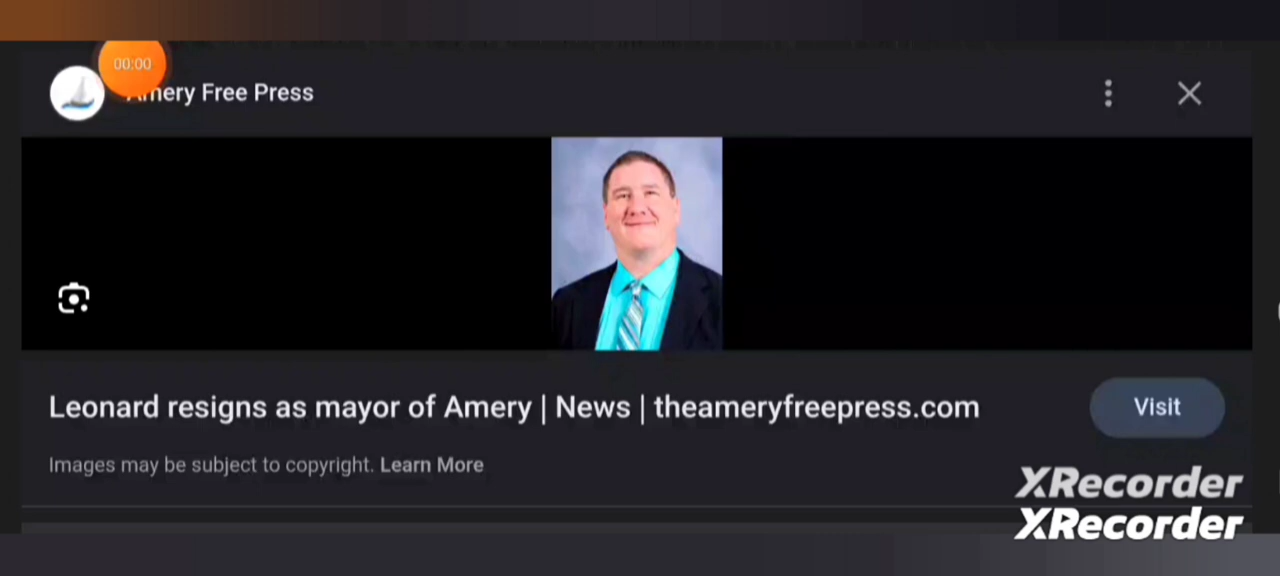 00:00
Amery Free Press
Leonard resigns as mayor of Amery | News | theameryfreepress.com
Visit
Images may be subject to copyright. Learn More
XRecorder
XRecorder